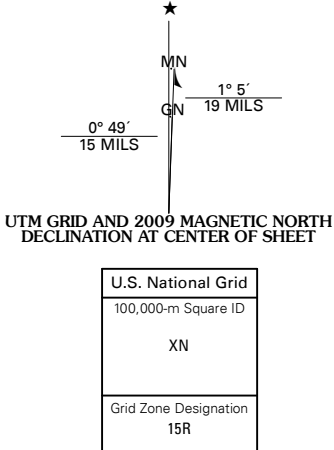 ★
MN
1° 5´
GN
19 MILS
0° 49´
15 MILS
UTM GRID AND 2009 MAGNETIC NORTH
DECLINATION AT CENTER OF SHEET
U.S. National Grid
100,000-m Square ID
XN
Grid Zone Designation
15R